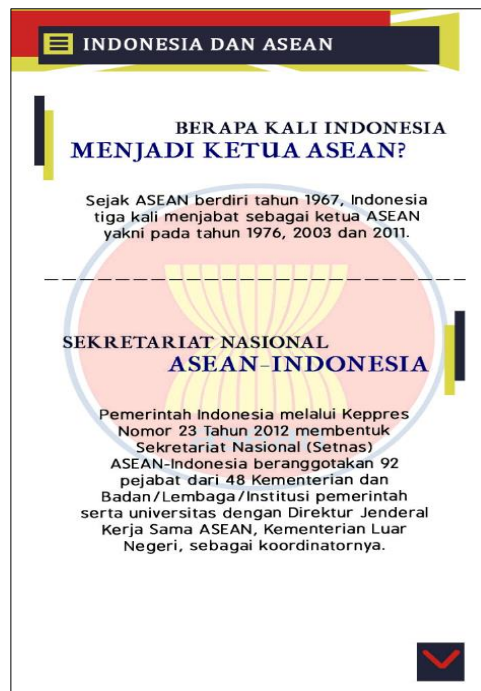 INDONESIA DAN ASEAN
BERAPA KALI INDONESIA
MENJADI KETUA ASEAN?
Sejak ASEAN berdiri tahun 1967, Indonesia
tiga kali menjabat sebagai ketua ASEAN
yakni pada tahun 1976, 2003 dan 2011.
SEKRETARIAT NASIONAL
ASEAN-INDONESIA
Pemerintah Indonesia melalui Keppres
Nomor 23 Tahun 2012 membentuk
Sekretariat Nasional (Setnas)
ASEAN-Indonesia beranggotakan 92
pejabat dari 48 Kementerian dan
Badan/Lembaga/Institusi pemerintah
serta universitas dengan Direktur Jenderal
Kerja Sama ASEAN, Kementerian Luar
Negeri, sebagai koordinatornya.